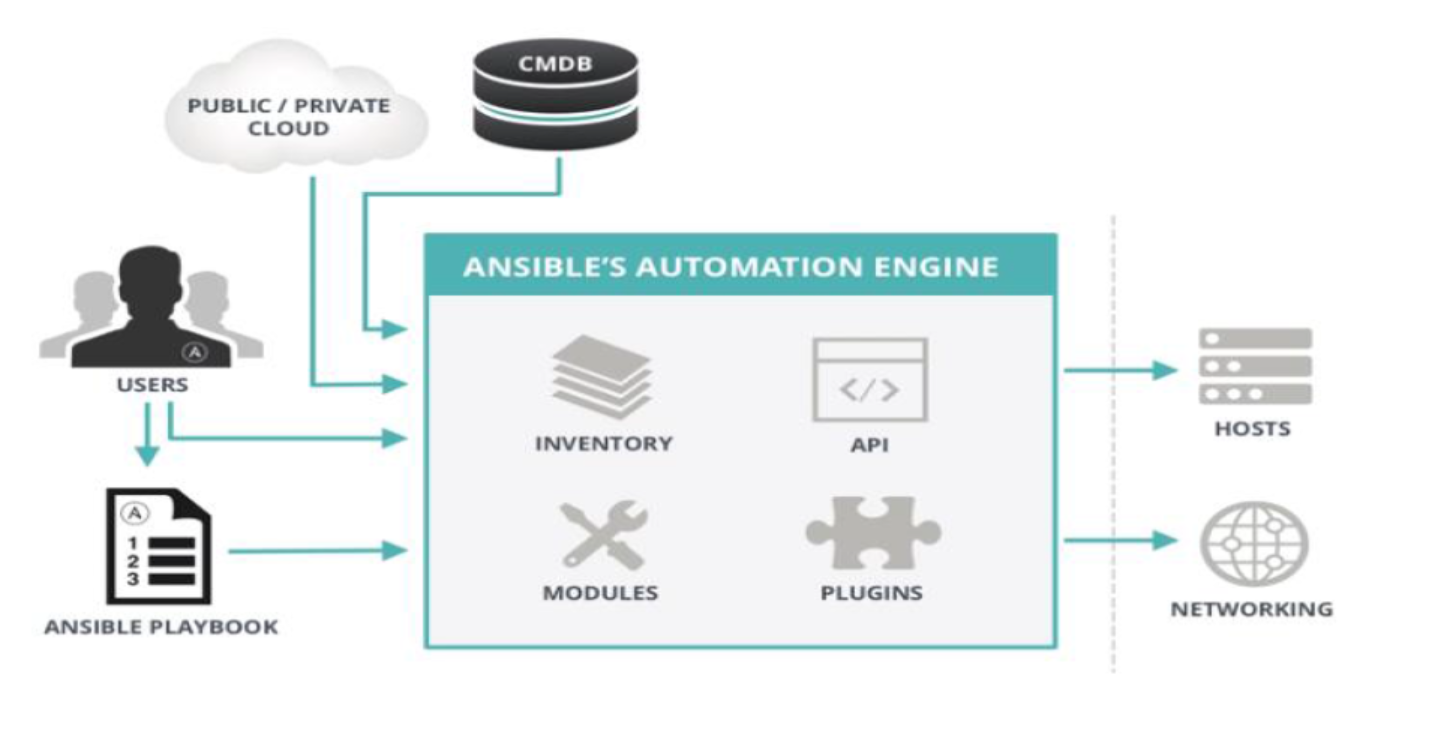 CMDB
PUBLIC / PRIVATE
CLOUD
ANSIBLE'S AUTOMATION ENGINE
A
USERS
HOSTS
INVENTORY
API
</>
A
1
2
3
MODULES
PLUGINS
NETWORKING
ANSIBLE PLAYBOOK